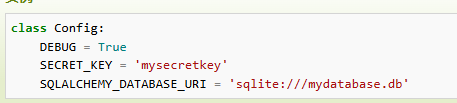 class Config:
    DEBUG = True
    SECRET_KEY = 'mysecretkey'
    SQLALCHEMY_DATABASE_URI = 'sqlite:///mydatabase.db'